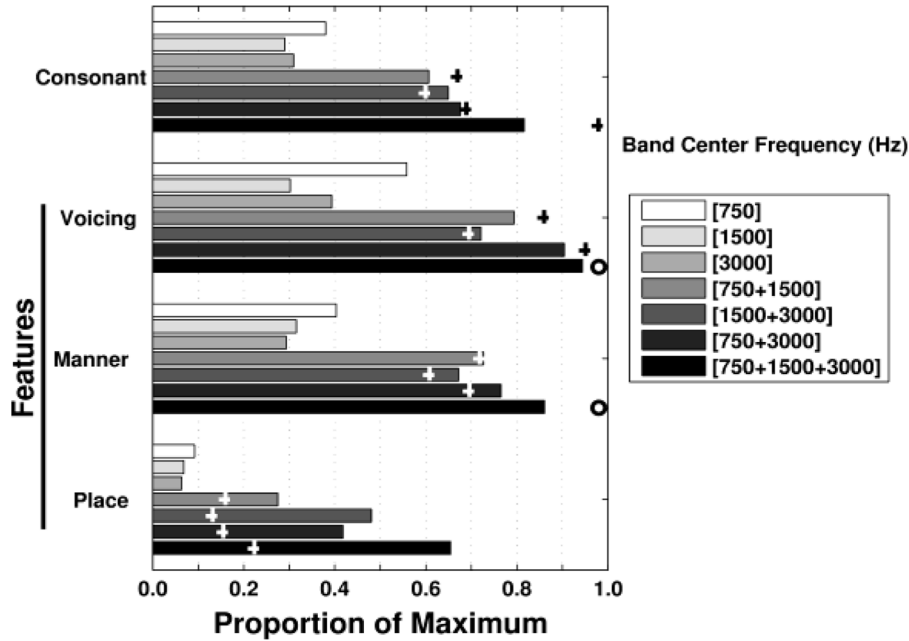 Consonant
Voicing
Manner
Place
Features
0.0 0.2 0.4 0.6 0.8 1.0
Proportion of Maximum
Band Center Frequency (Hz)
[750]
[1500]
[3000]
[750+1500]
[1500+3000]
[750+3000]
[750+1500+3000]